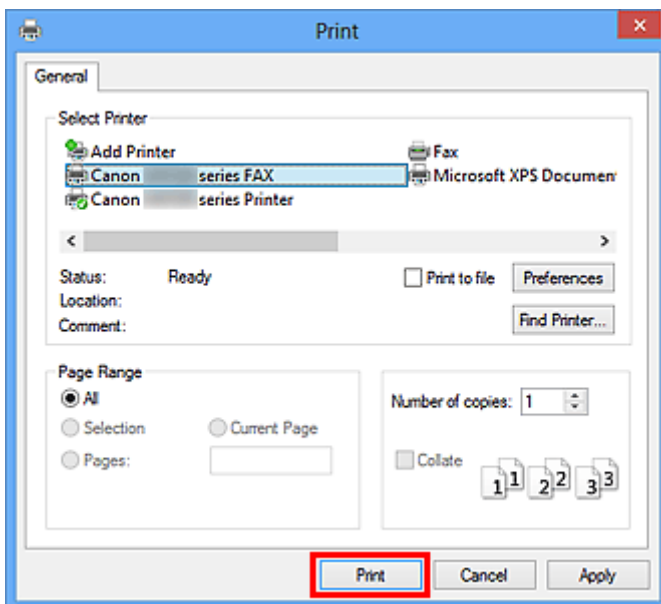 Print
General
Select Printer
Add Printer
Fax
Canon series FAX
Microsoft XPS Documen
Canon series Printer
Status: Ready
Print to file
Preferences
Location:
Comment:
Find Printer...
Page Range
All
Number of copies: 1
Selection
Current Page
Pages:
Collate
1 1 2 2 3 3
Print
Cancel
Apply